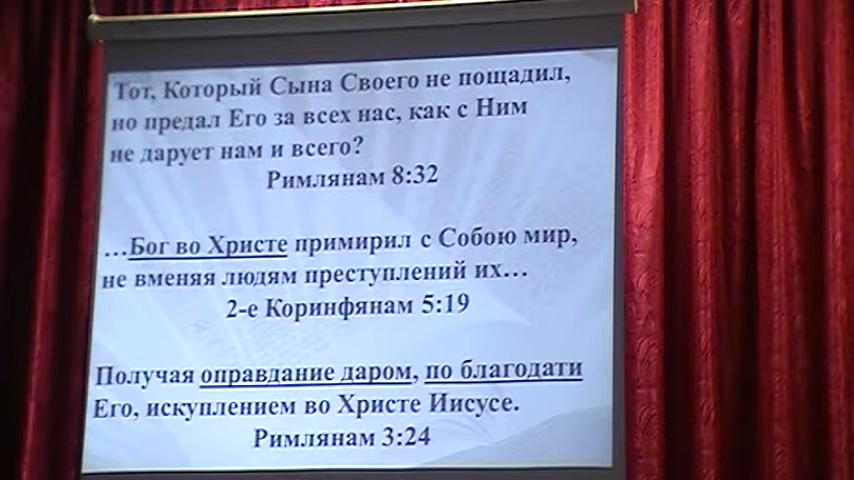 Тот, Который Сына Своего не пощадил,
но предал Его за всех нас, как с Ним
не дарует нам и всего?
Римлянам 8:32
…Бог во Христе примирил с Собою мир,
не вменяя людям преступлений их…
2-е Коринфянам 5:19
Получая оправдание даром, по благодати
Его, искуплением во Христе Иисусе.
Римлянам 3:24